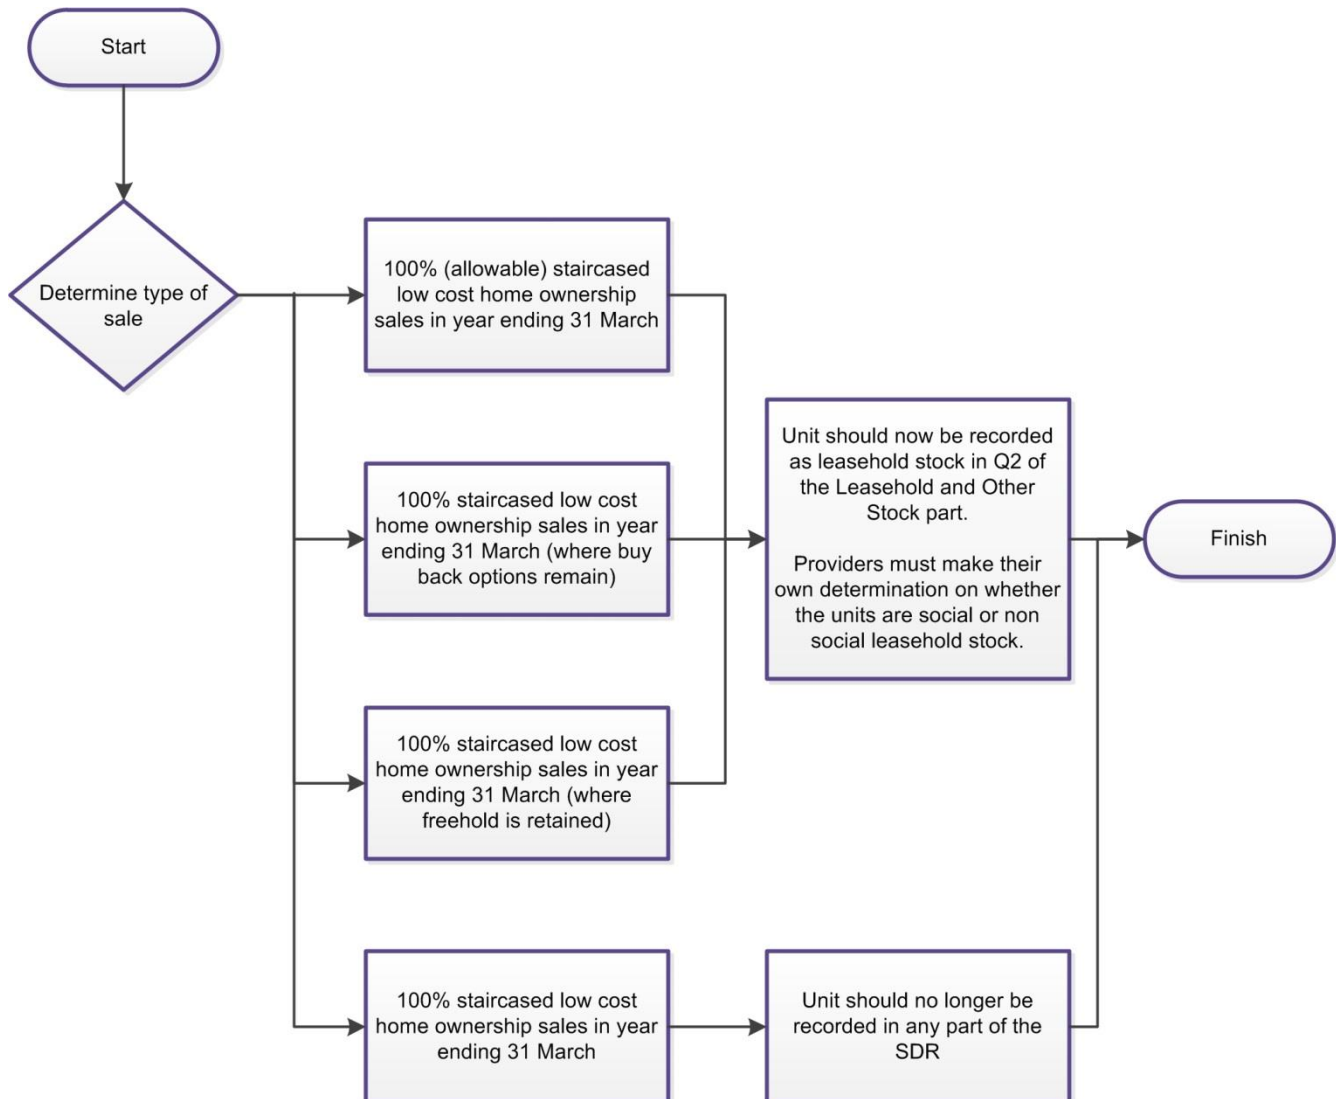 Start
Determine type of
sale
100% (allowable) staircased
low cost home ownership
sales in year ending 31 March
100% staircased low cost
home ownership sales in year
ending 31 March (where buy
back options remain)
100% staircased low cost
home ownership sales in year
ending 31 March (where
freehold is retained)
100% staircased low cost
home ownership sales in year
ending 31 March
Unit should now be recorded
as leasehold stock in Q2 of
the Leasehold and Other
Stock part.
Providers must make their
own determination on whether
the units are social or non
social leasehold stock.
Unit should no longer be
recorded in any part of the
SDR
Finish